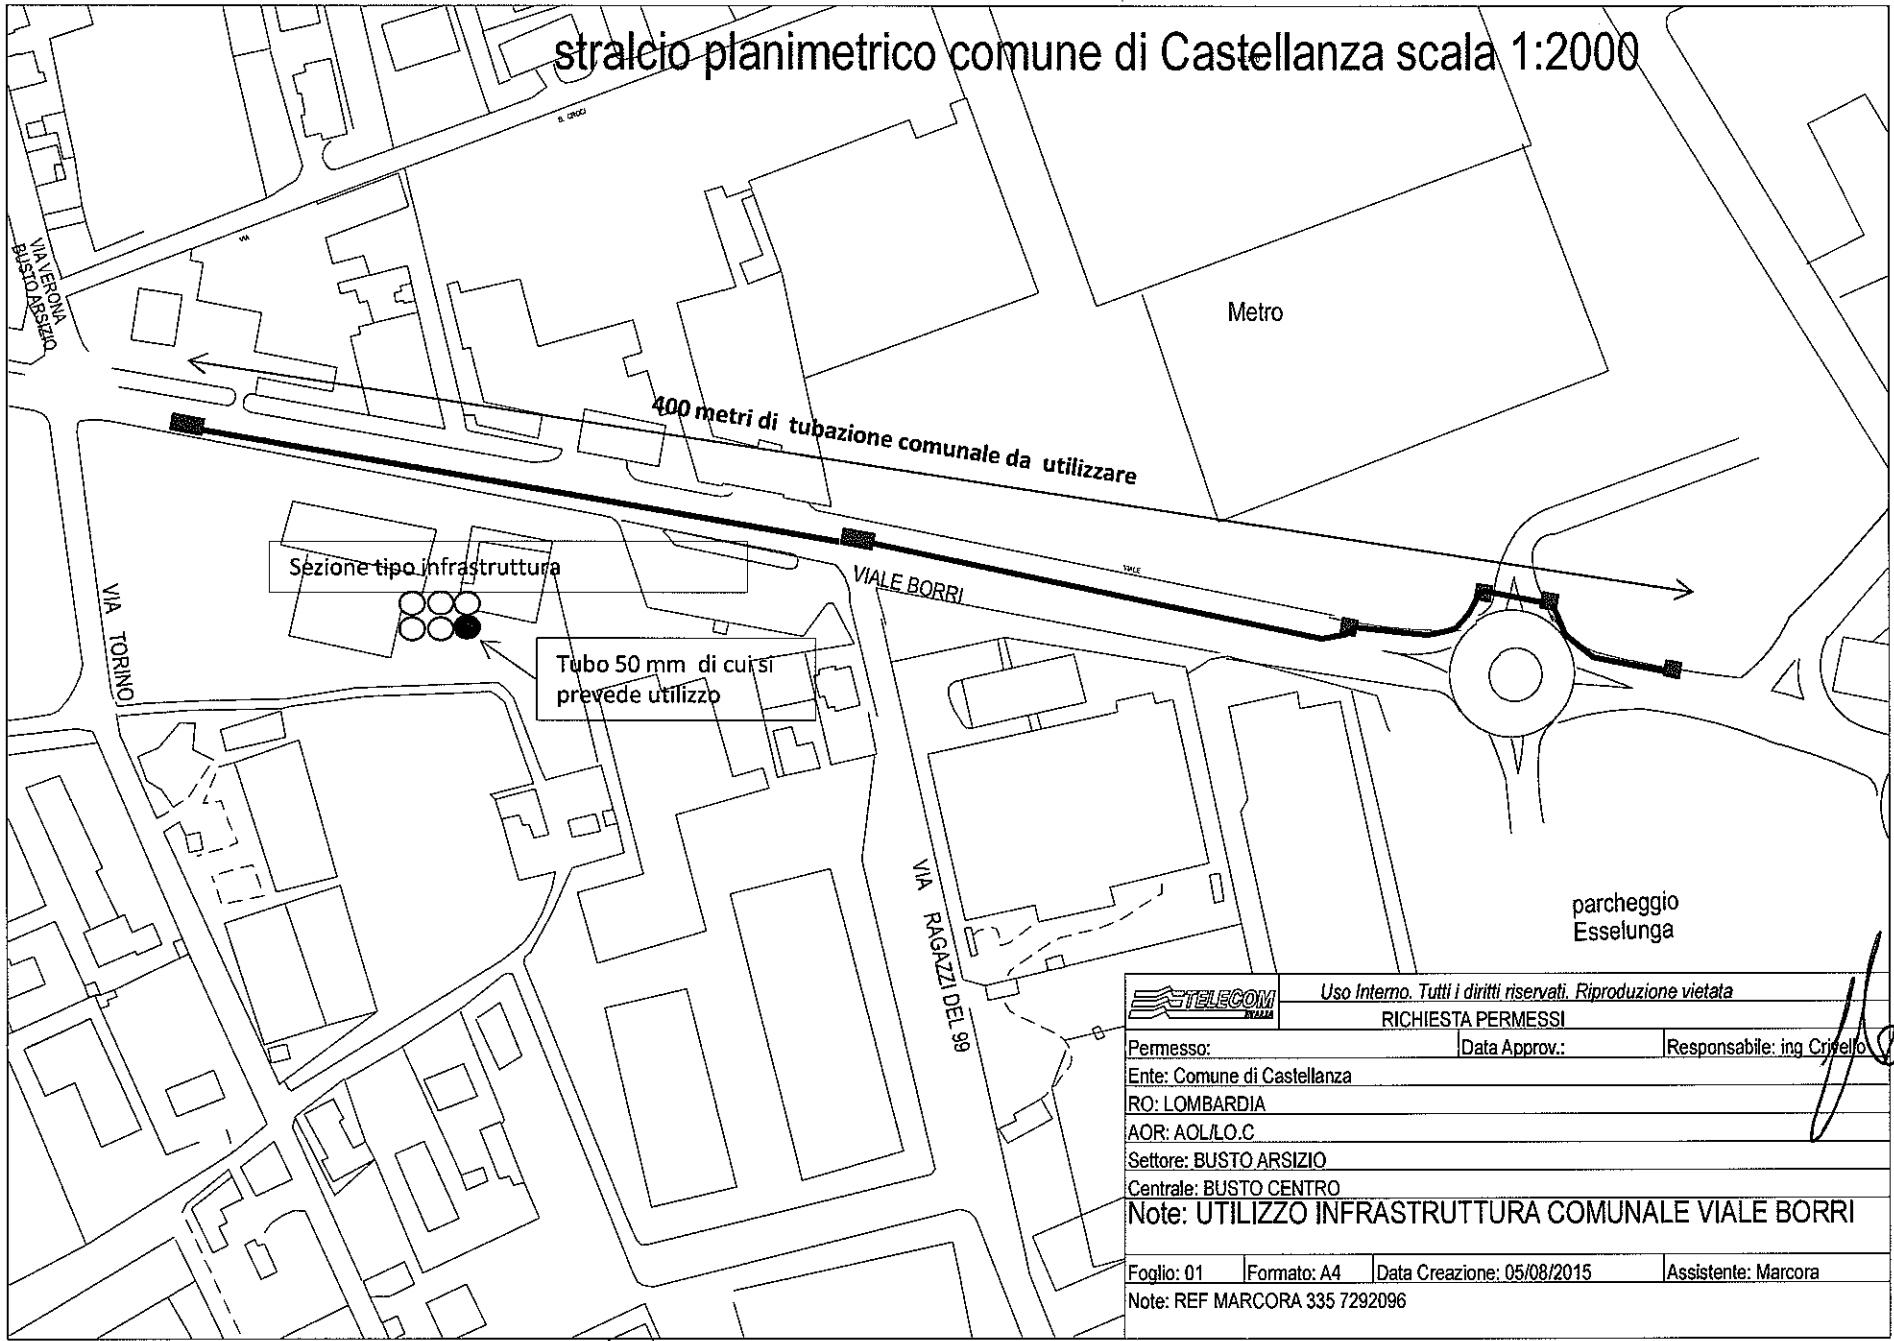 stralcio planimetrico comune di Castellanza scala 1:2000
B. CROCI
VIA
VIA VERONA
BUSTO ARSIZIO
Metro
400 metri di tubazione comunale da utilizzare
Sezione tipo infrastruttura
VIALE
VIALE BORRI
VIA TORINO
Tubo 50 mm di cui si
prevede utilizzo
VIA RAGAZZI DEL 99
parcheggio
Esselunga
TELECOM
ITALIA
Uso Interno. Tutti i diritti riservati. Riproduzione vietata
RICHIESTA PERMESSI
Permesso: Data Approv.: Responsabile: ing Crivello
Ente: Comune di Castellanza
RO: LOMBARDIA
AOR: AOL/LO.C
Settore: BUSTO ARSIZIO
Centrale: BUSTO CENTRO
Note: UTILIZZO INFRASTRUTTURA COMUNALE VIALE BORRI
Foglio: 01 Formato: A4 Data Creazione: 05/08/2015 Assistente: Marcora
Note: REF MARCORA 335 7292096